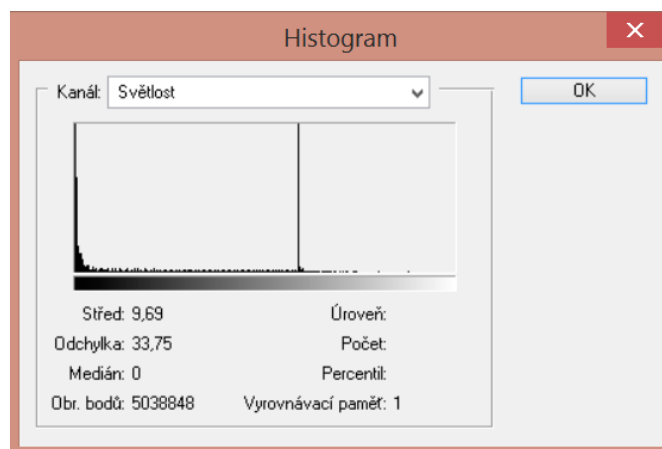 Histogram
Kanál: Světlost
OK
Střed: 9,69
Úroveň:
Odchylka: 33,75
Počet:
Medián: 0
Percentil:
Obr. bodů: 5038848
Vyrovnávací paměť: 1